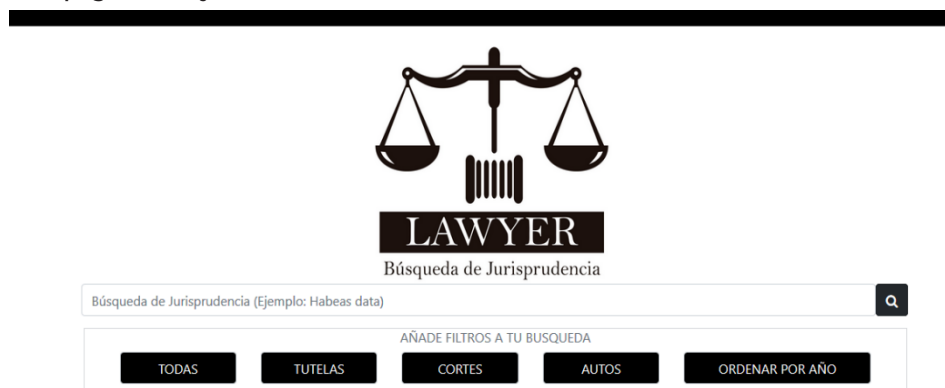 LAWYER
Búsqueda de Jurisprudencia
Búsqueda de Jurisprudencia (Ejemplo: Habeas data)
AÑADE FILTROS A TU BUSQUEDA
TODAS TUTELAS CORTES AUTOS ORDENAR POR AÑO